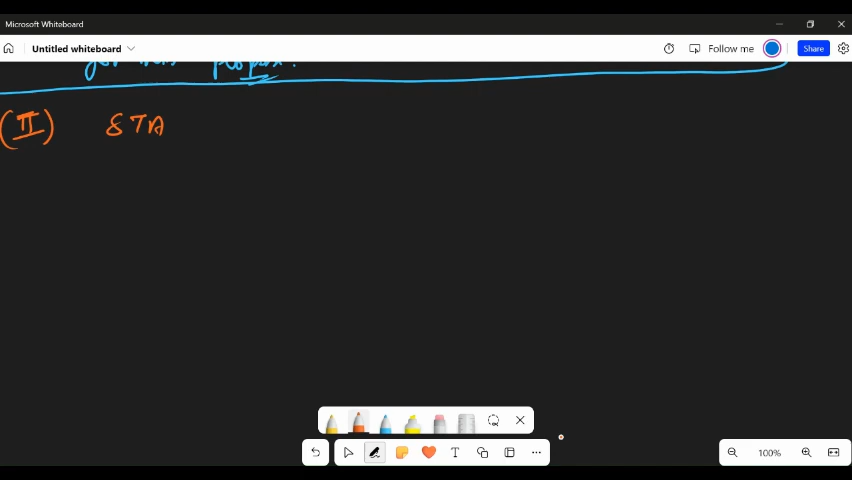 Microsoft Whiteboard
Untitled whiteboard
Follow me
Share
(II) STA
T
100%